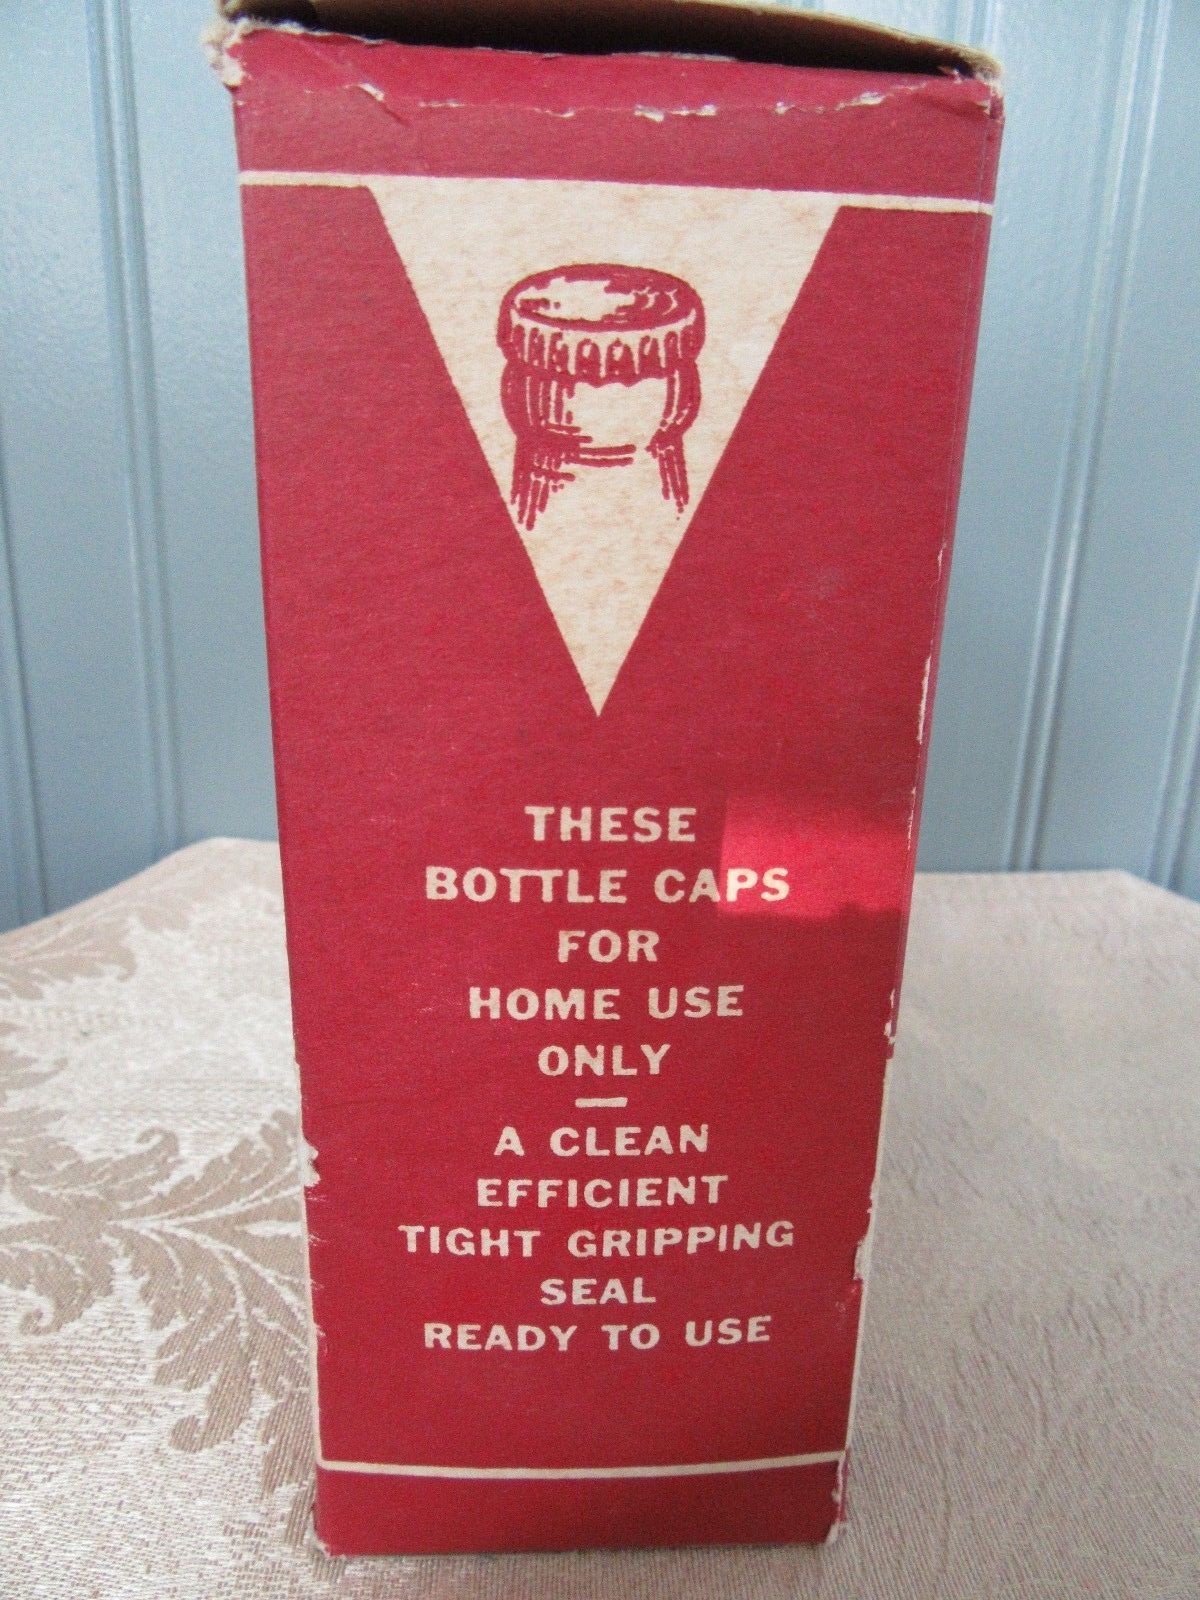 THESE
BOTTLE CAPS
FOR
HOME USE
ONLY
—
A CLEAN
EFFICIENT
TIGHT GRIPPING
SEAL
READY TO USE